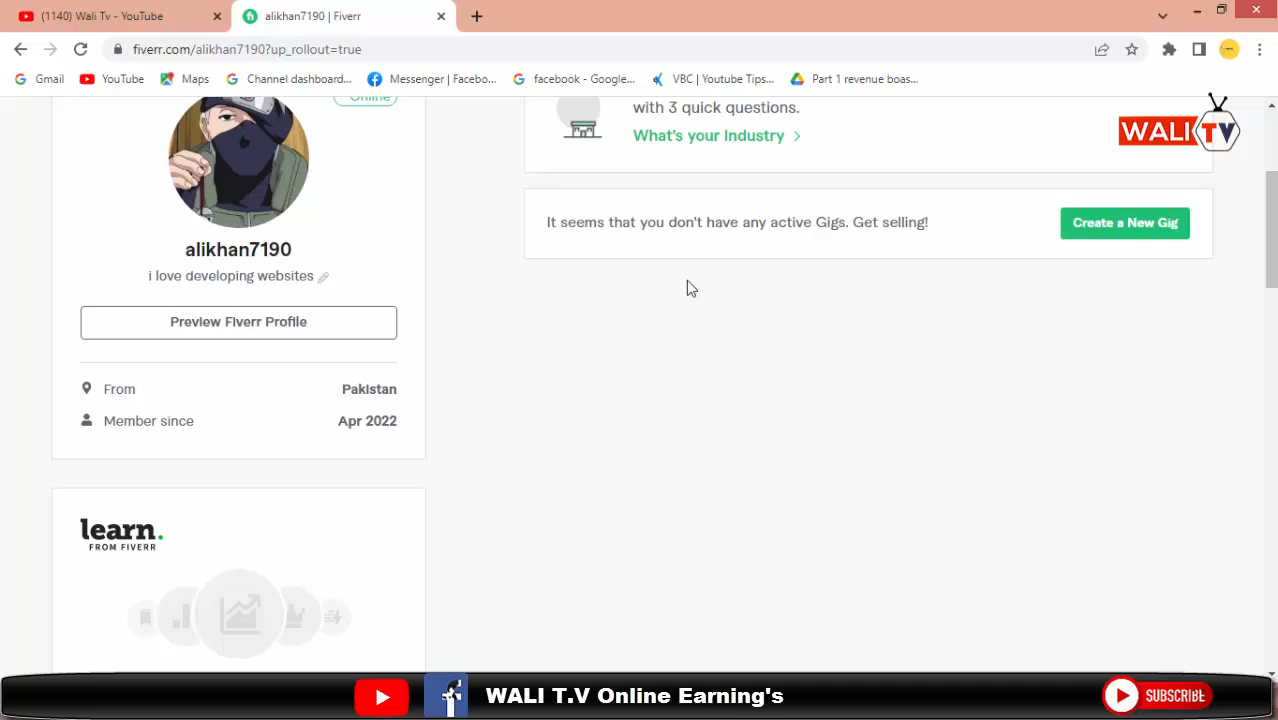 (1140) Wali Tv - YouTube
alikhan7190 | Fiverr
fiverr.com/alikhan7190?up_rollout=true
Gmail
YouTube
Maps
Channel dashboard...
Messenger | Facebo...
facebook - Google...
VBC | Youtube Tips...
Part 1 revenue boas...
Online
with 3 quick questions.
What's your Industry
WALI TV
It seems that you don't have any active Gigs. Get selling!
Create a New Gig
alikhan7190
i love developing websites
Preview Fiverr Profile
From Pakistan
Member since Apr 2022
learn.
FROM FIVERR
WALI T.V Online Earning's
SUBSCRIBE